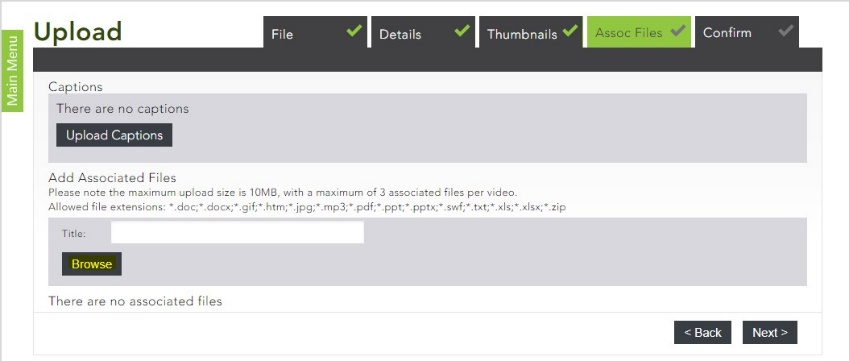 Main Menu
Upload
File
Details
Thumbnails
Assoc Files
Confirm
Captions
There are no captions
Upload Captions
Add Associated Files
Please note the maximum upload size is 10MB, with a maximum of 3 associated files per video.
Allowed file extensions: *.doc;*.docx;*.gif;*.htm;*.jpg;*.mp3;*.pdf;*.ppt;*.pptx;*.swf;*.txt;*.xls;*.xlsx;*.zip
Title:
Browse
There are no associated files
< Back
Next >